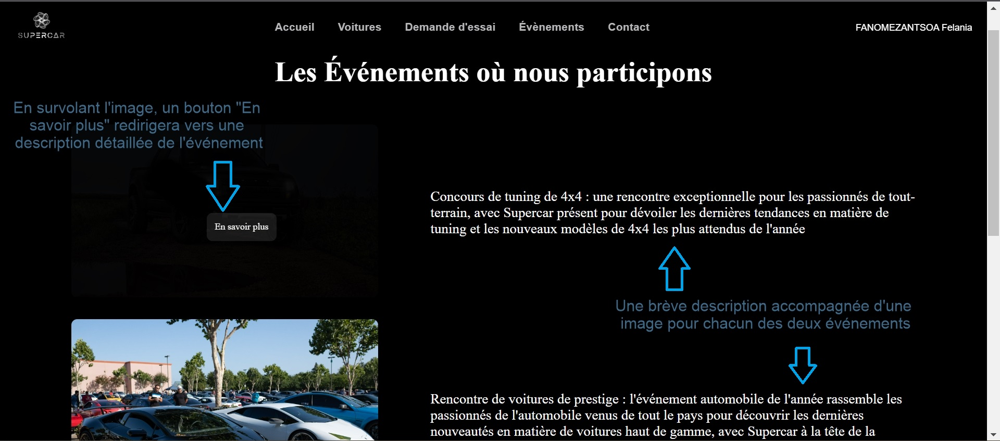 SUPERCAR
Accueil Voitures Demande d'essai Évènements Contact
FANOMEZANTSOA Felania
Les Événements où nous participons
En survolant l'image, un bouton "En
savoir plus" redirigera vers une
description détaillée de l'événement
En savoir plus
Concours de tuning de 4x4 : une rencontre exceptionnelle pour les passionnés de tout-
terrain, avec Supercar présent pour dévoiler les dernières tendances en matière de
tuning et les nouveaux modèles de 4x4 les plus attendus de l'année
Une brève description accompagnée d'une
image pour chacun des deux événements
Rencontre de voitures de prestige : l'événement automobile de l'année rassemble les
passionnés de l'automobile venus de tout le pays pour découvrir les dernières
nouveautés en matière de voitures haut de gamme, avec Supercar à la tête de la